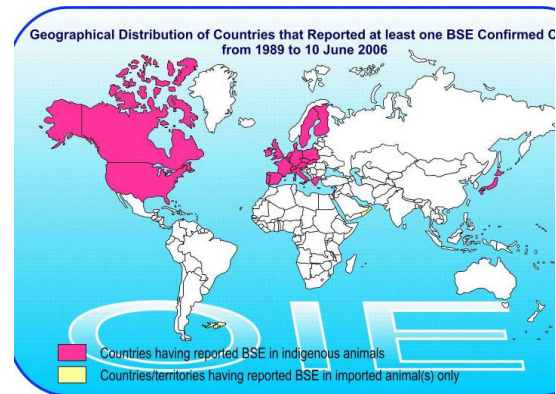 Geographical Distribution of Countries that Reported at least one BSE Confirmed C
from 1989 to 10 June 2006
OIE
Countries having reported BSE in indigenous animals
Countries/territories having reported BSE in imported animal(s) only